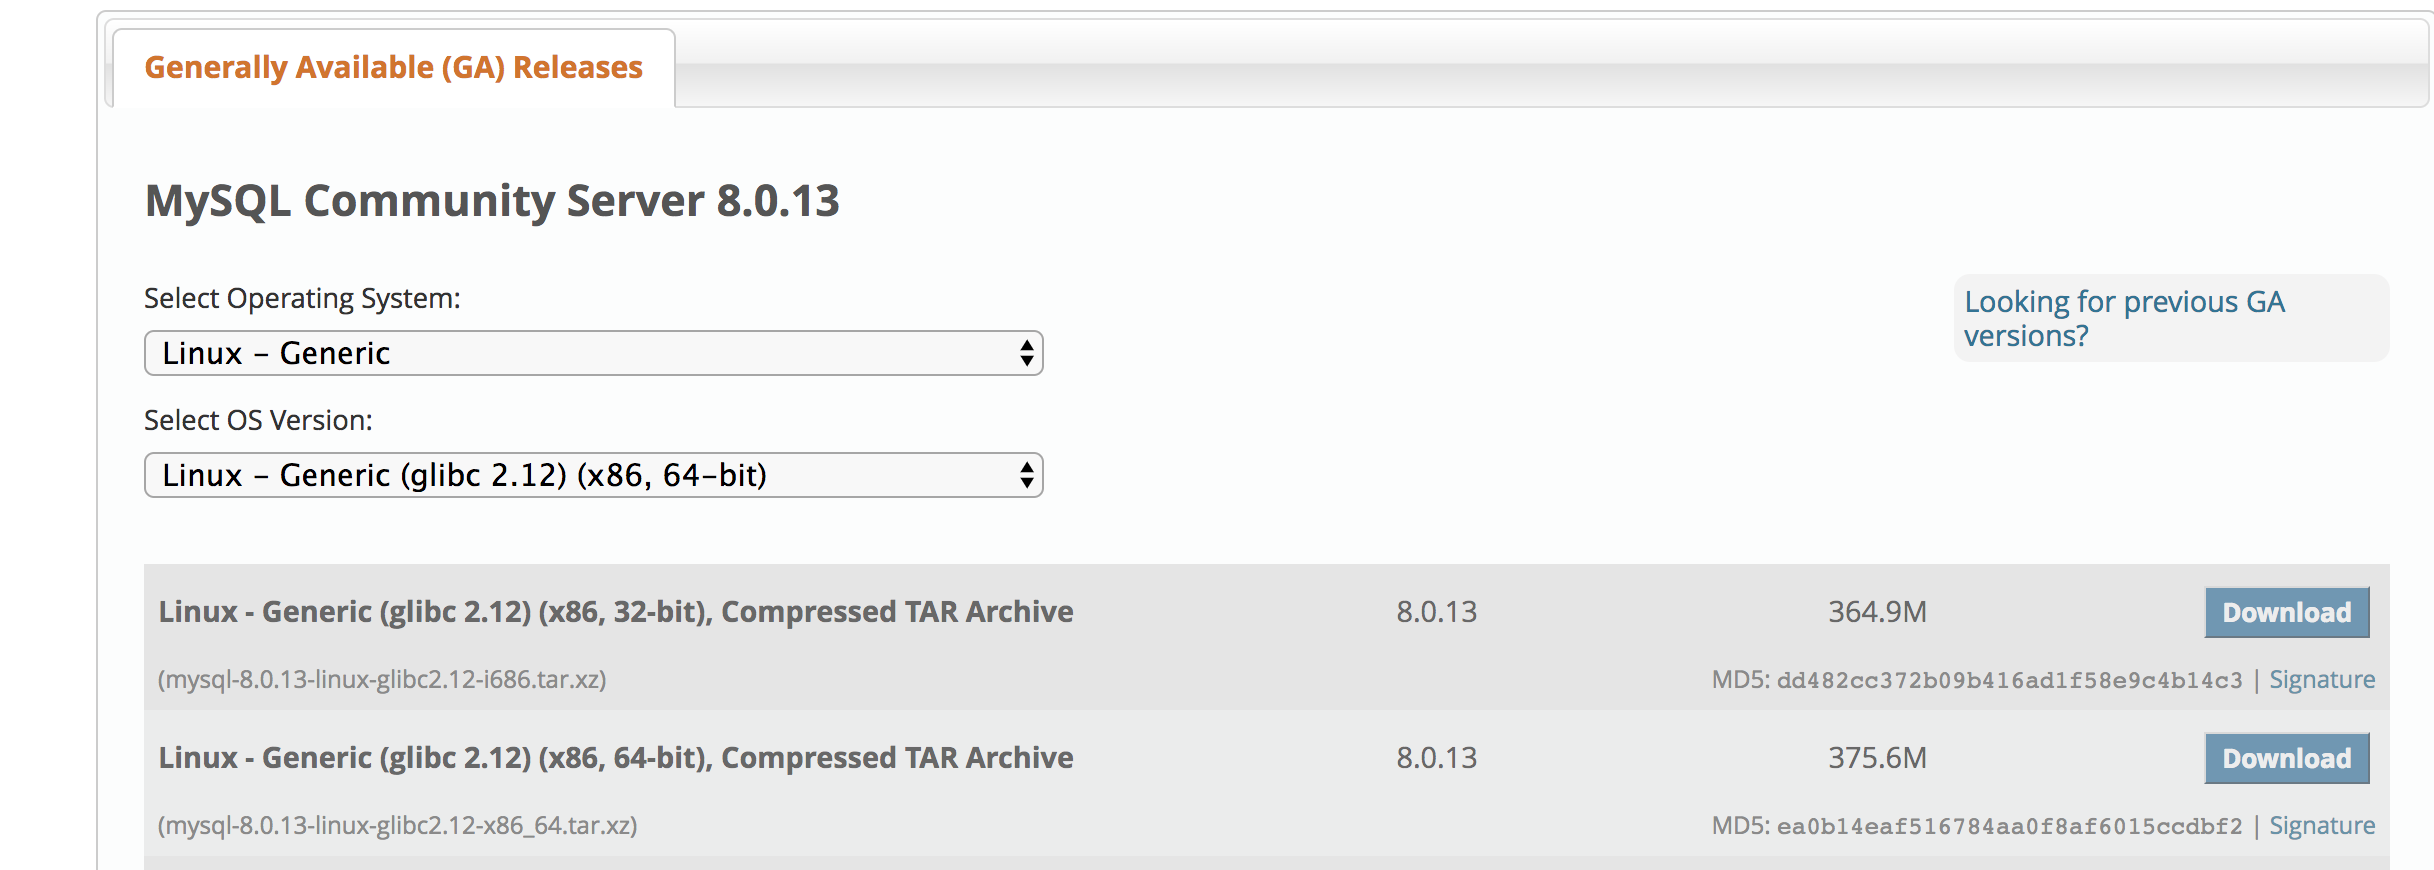 Generally Available (GA) Releases
MySQL Community Server 8.0.13
Select Operating System:
Looking for previous GA
versions?
Linux – Generic
Select OS Version:
Linux – Generic (glibc 2.12) (x86, 64–bit)
Linux - Generic (glibc 2.12) (x86, 32-bit), Compressed TAR Archive 8.0.13 364.9M Download
(mysql-8.0.13-linux-glibc2.12-i686.tar.xz) MD5: dd482cc372b09b416ad1f58e9c4b14c3 | Signature
Linux - Generic (glibc 2.12) (x86, 64-bit), Compressed TAR Archive 8.0.13 375.6M Download
(mysql-8.0.13-linux-glibc2.12-x86_64.tar.xz) MD5: ea0b14eaf516784aa0f8af6015ccdbf2 | Signature